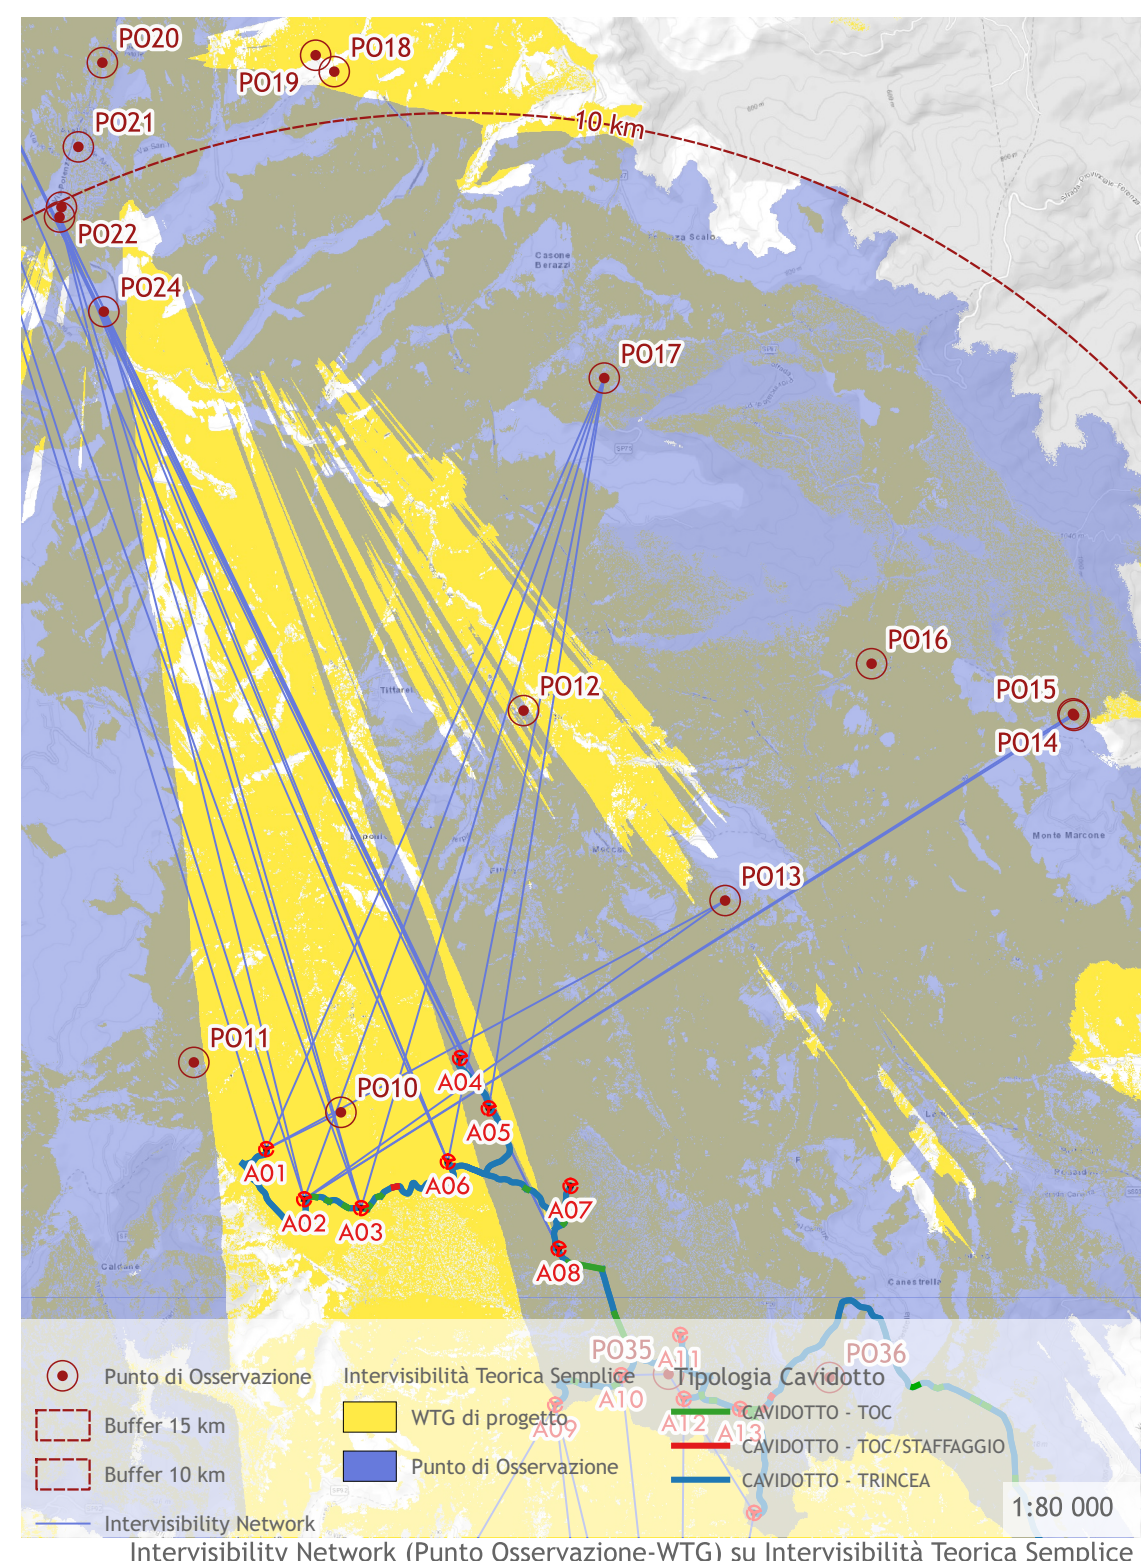 PO20
PO18
PO19
PO21
10 km
PO22
Casone
Berazzi
PO24
PO17
PO16
PO12
PO15
Tiffarei
PO14
Monte Marcone
PO13
PO11
A04
PO10
A05
A01
A06
A07
A02
A03
Caldane
A08
Canestrella
PO35
A11
PO36
A10
A12
A13
A09
Punto di Osservazione
Buffer 15 km
Buffer 10 km
Intervisibility Network
Intervisibilità Teorica Semplice
WTG di progetto
Punto di Osservazione
Tipologia Cavidotto
CAVIDOTTO - TOC
CAVIDOTTO - TOC/STAFFAGGIO
CAVIDOTTO - TRINCEA
1:80 000
Intervisibility Network (Punto Osservazione-WTG) su Intervisibilità Teorica Semplice